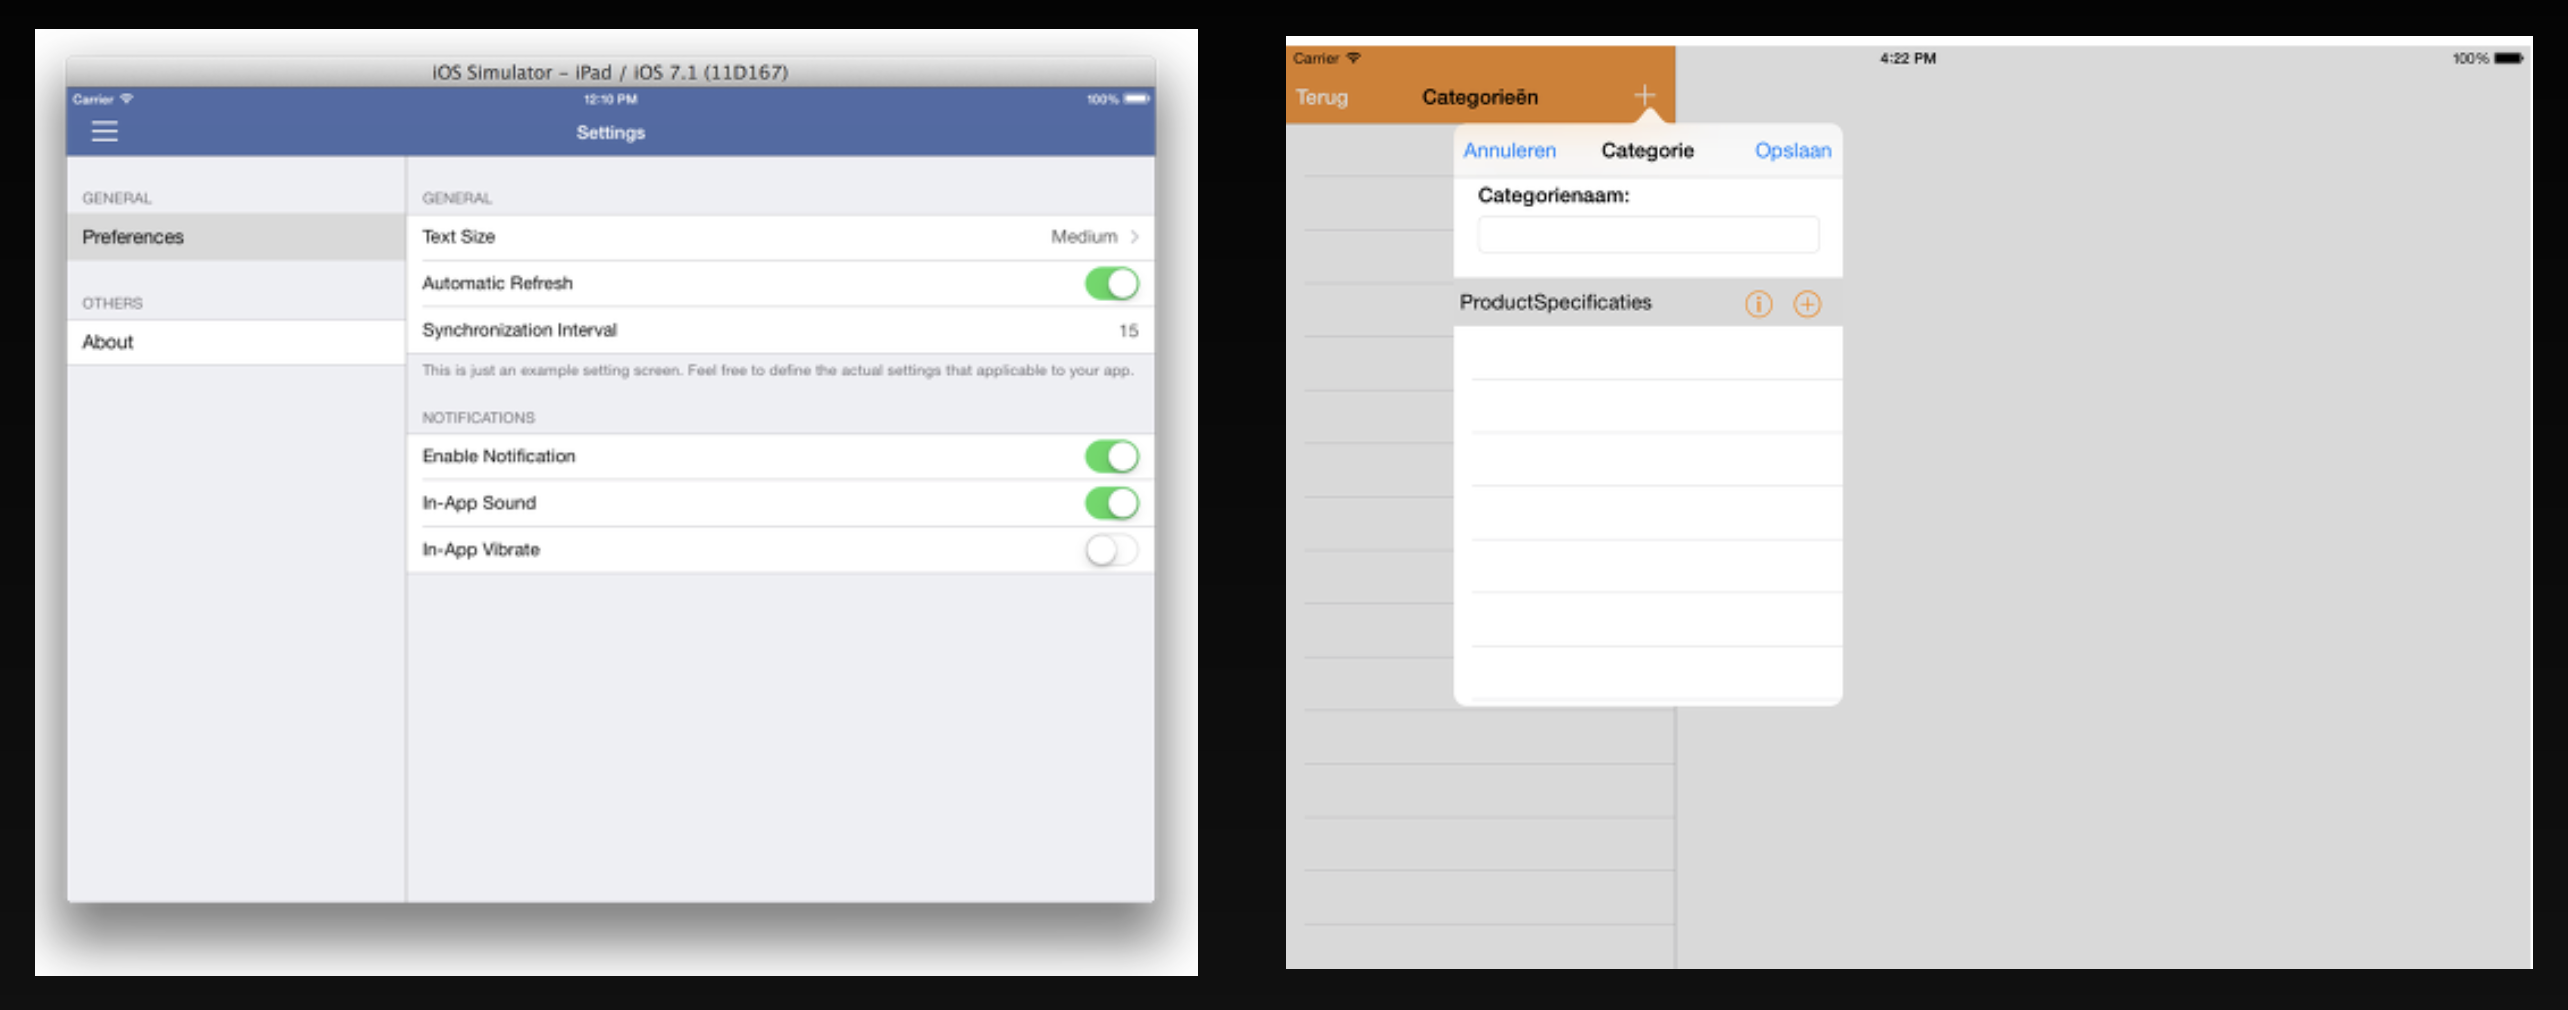 iOS Simulator – iPad / iOS 7.1 (11D167)
Carrier 12:10 PM 100%
Settings
GENERAL
Preferences
OTHERS
About
GENERAL
Text Size Medium
Automatic Refresh
Synchronization Interval 15
This is just an example setting screen. Feel free to define the actual settings that applicable to your app.
NOTIFICATIONS
Enable Notification
In-App Sound
In-App Vibrate
Carrier 4:22 PM 100%
Terug Categorieën
Annuleren Categorie Opslaan
Categorienaam:
ProductSpecificaties